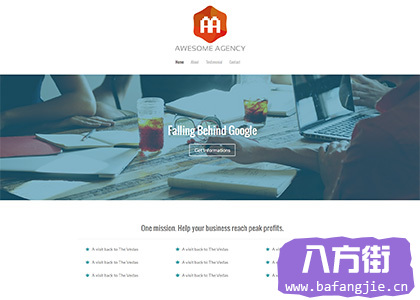 AWESOME AGENCY
Home About Testimonial Contact
Falling Behind Google
Get Informations
One mission. Help your business reach peak profits.
A visit back to The Vestas A visit back to The Vestas A visit back to The Vestas
A visit back to The Vestas A visit back to The Vestas A visit back to The Vestas
A visit back to The Vestas A visit back to The Vestas A visit back to The Vestas
八方街
www.bafangjie.cn